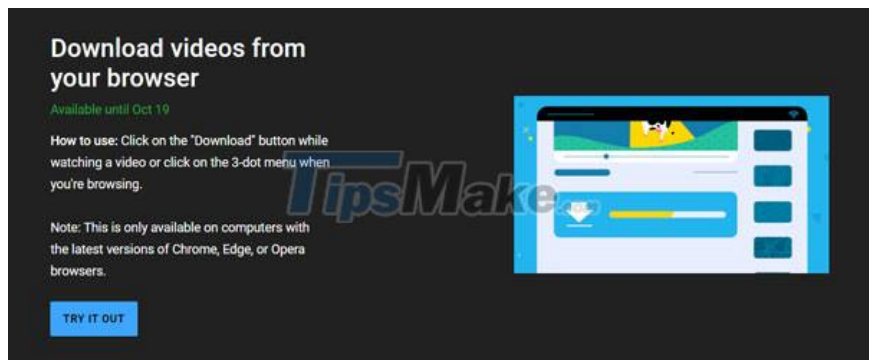 Download videos from
your browser
Available until Oct 19
How to use: Click on the "Download" button while
watching a video or click on the 3-dot menu when
you're browsing.
TipsMake.com
Note: This is only available on computers with
the latest versions of Chrome, Edge, or Opera
browsers.
TRY IT OUT